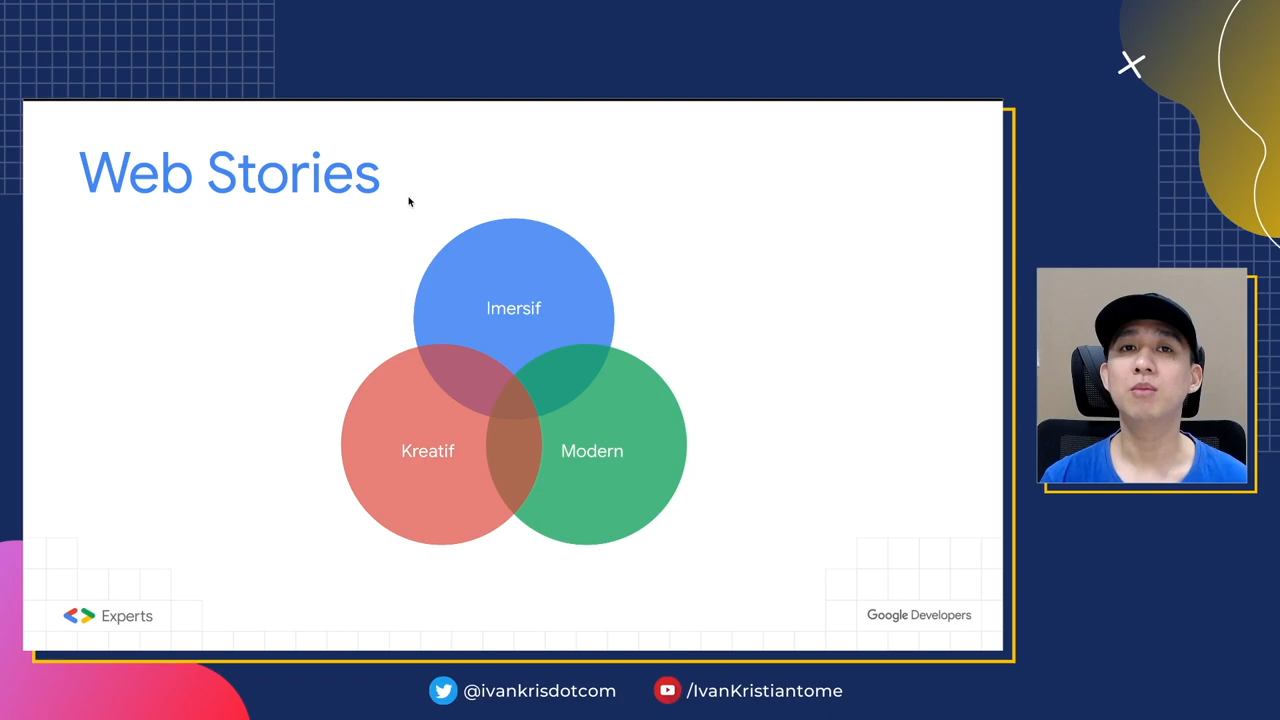 Web Stories
Imersif
Kreatif
Modern
Experts
Google Developers
@ivankrisdotcom
/IvanKristiantome